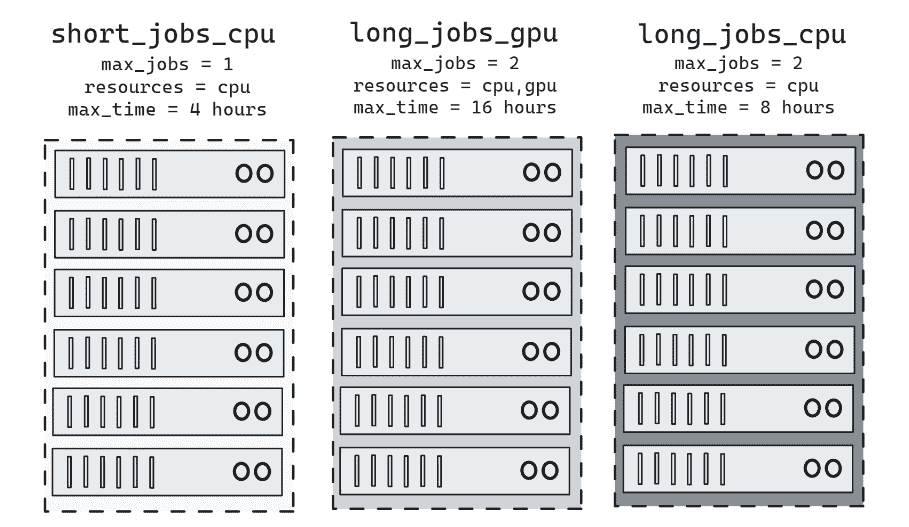 short_jobs_cpu
max_jobs = 1
resources = cpu
max_time = 4 hours
long_jobs_gpu
max_jobs = 2
resources = cpu,gpu
max_time = 16 hours
long_jobs_cpu
max_jobs = 2
resources = cpu
max_time = 8 hours